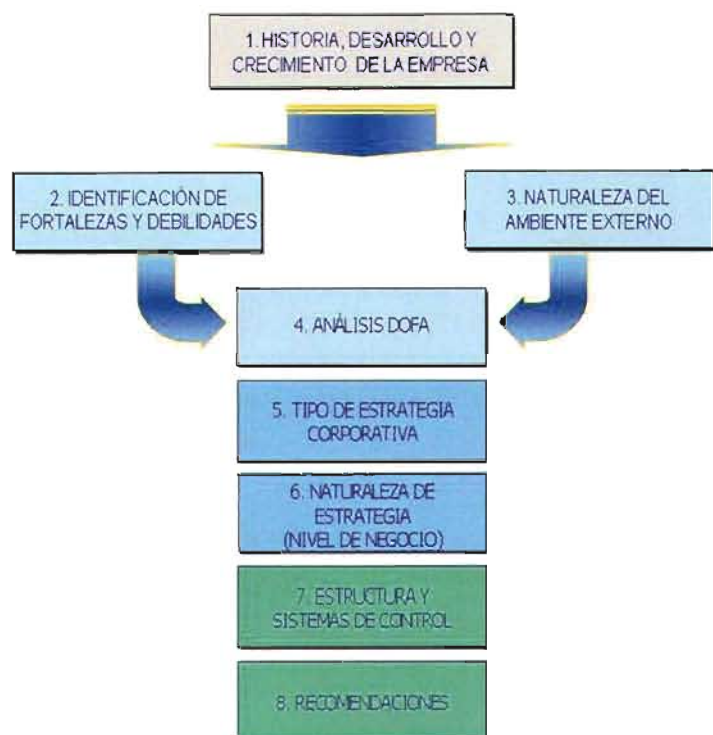 1. HISTORIA, DESARROLLO Y
CRECIMIENTO DE LA EMPRESA
2. IDENTIFICACIÓN DE
FORTALEZAS Y DEBILIDADES
3. NATURALEZA DEL
AMBIENTE EXTERNO
4. ANÁLISIS DOFA
5. TIPO DE ESTRATEGIA
CORPORATIVA
6. NATURALEZA DE
ESTRATEGIA
(NIVEL DE NEGOCIO)
7. ESTRUCTURA Y
SISTEMAS DE CONTROL
8. RECOMENDACIONES